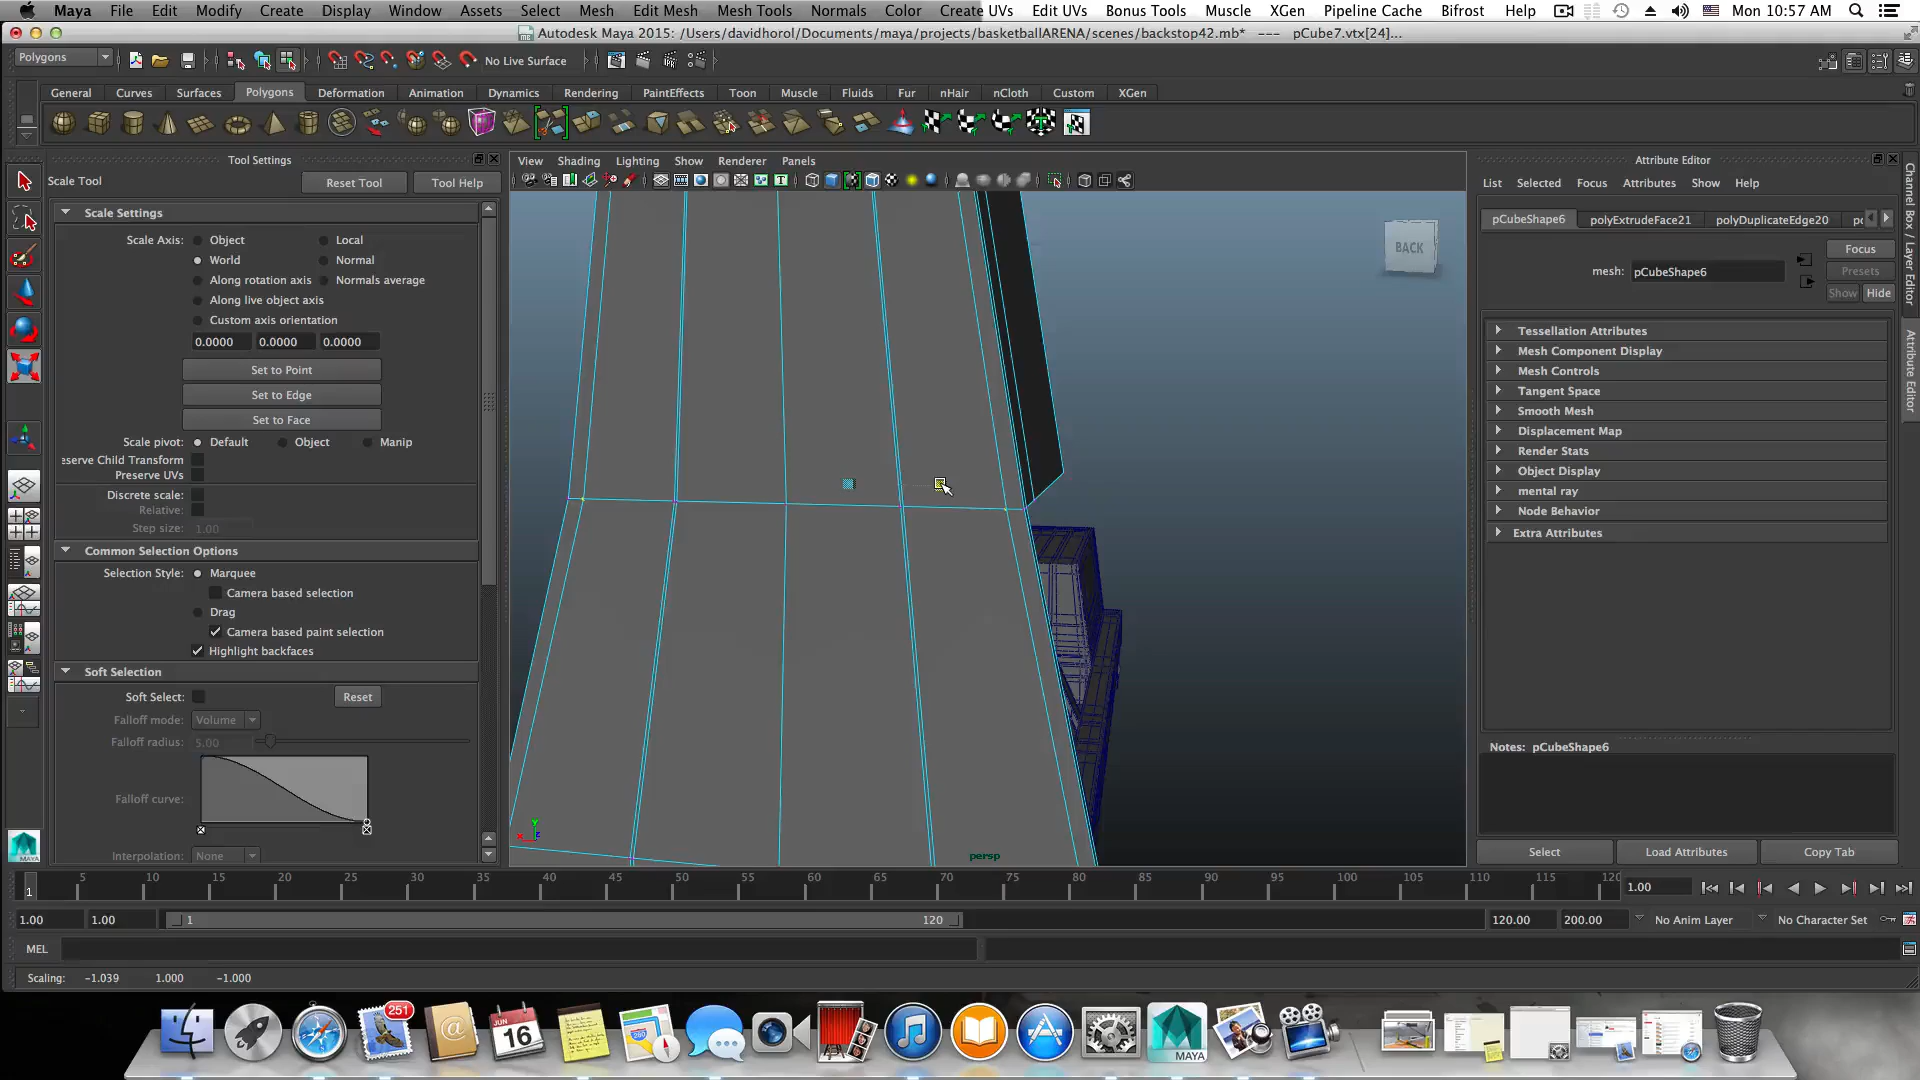 Maya File Edit Modify Create Display Window Assets Select Mesh Edit Mesh Mesh Tools Normals Color Create UVs Edit UVs Bonus Tools Muscle XGen Pipeline Cache Bifrost Help Mon 10:57 AM
Autodesk Maya 2015: /Users/davidhorol/Documents/maya/projects/basketballARENA/scenes/backstop42.mb* --- pCube7.vtx[24]...
Polygons No Live Surface
General Curves Surfaces Polygons Deformation Animation Dynamics Rendering PaintEffects Toon Muscle Fluids Fur nHair nCloth Custom XGen
Tool Settings
Scale Tool Reset Tool Tool Help
Scale Settings
Scale Axis: Object Local
World Normal
Along rotation axis Normals average
Along live object axis
Custom axis orientation
0.0000 0.0000 0.0000
Set to Point
Set to Edge
Set to Face
Scale pivot: Default Object Manip
eserve Child Transform
Preserve UVs
Discrete scale:
Relative:
Step size: 1.00
Common Selection Options
Selection Style: Marquee
Camera based selection
Drag
Camera based paint selection
Highlight backfaces
Soft Selection
Soft Select: Reset
Falloff mode: Volume
Falloff radius: 5.00
Falloff curve:
Interpolation: None
View Shading Lighting Show Renderer Panels
BACK
persp
Attribute Editor
List Selected Focus Attributes Show Help
pCubeShape6 polyExtrudeFace21 polyDuplicateEdge20
Focus
mesh: pCubeShape6
Presets
Show Hide
Tessellation Attributes
Mesh Component Display
Mesh Controls
Tangent Space
Smooth Mesh
Displacement Map
Render Stats
Object Display
mental ray
Node Behavior
Extra Attributes
Notes: pCubeShape6
Select Load Attributes Copy Tab
Channel Box / Layer Editor
Attribute Editor
1 5 10 15 20 25 30 35 40 45 50 55 60 65 70 75 80 85 90 95 100 105 110 115 120 1.00
1.00 1.00 1 120 120.00 200.00 No Anim Layer No Character Set
MEL
Scaling: -1.039 1.000 -1.000
251
JUN
16
280
MAYA
MAYA